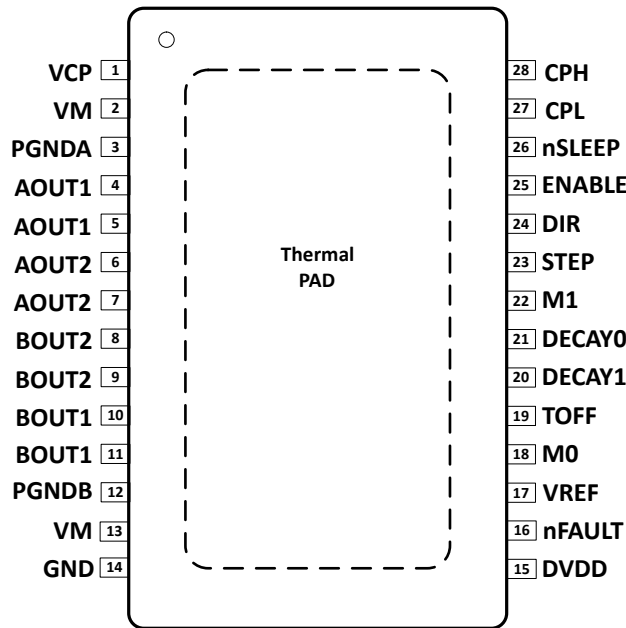 VCP 1
28 CPH
VM 2
27 CPL
PGNDA 3
26 nSLEEP
AOUT1 4
25 ENABLE
AOUT1 5
24 DIR
AOUT2 6
23 STEP
AOUT2 7
22 M1
BOUT2 8
21 DECAY0
BOUT2 9
20 DECAY1
BOUT1 10
19 TOFF
BOUT1 11
18 M0
PGNDB 12
17 VREF
VM 13
16 nFAULT
GND 14
15 DVDD
Thermal
PAD